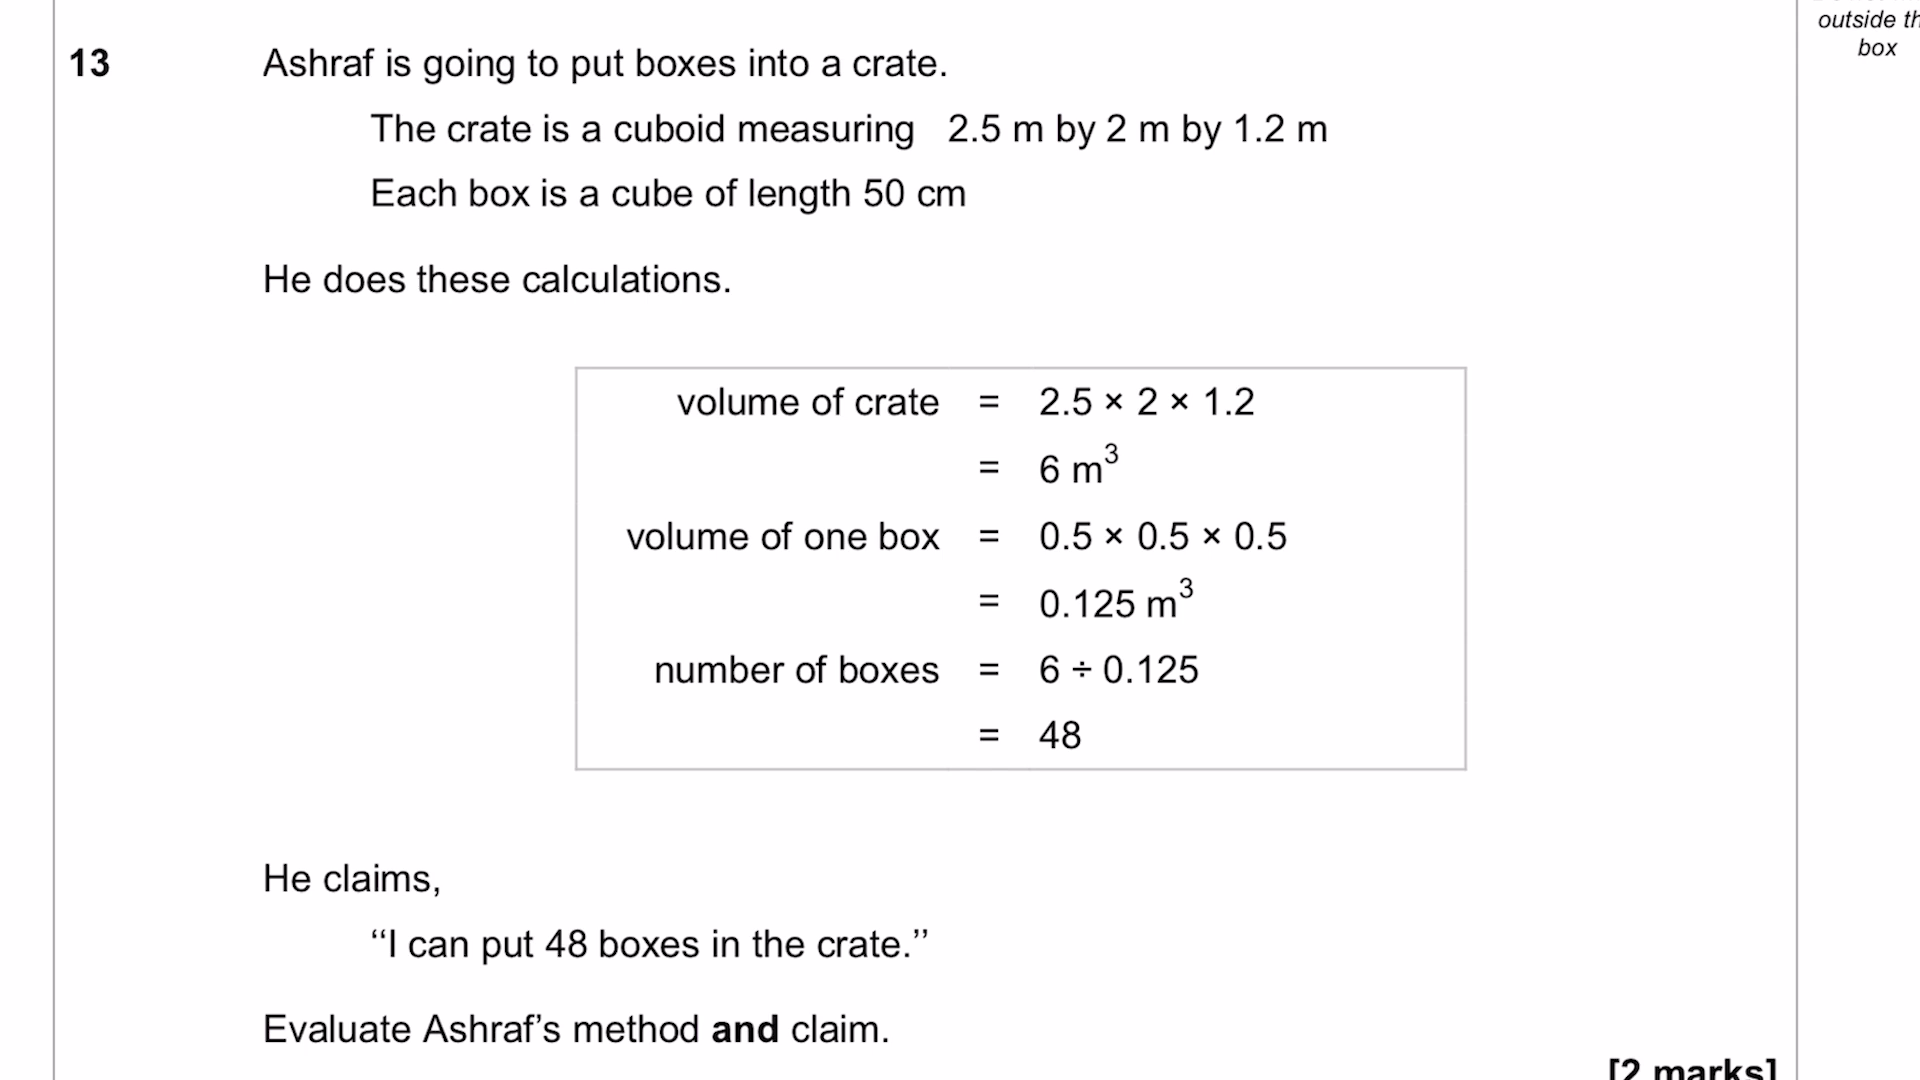 outside th
box
13 Ashraf is going to put boxes into a crate.
The crate is a cuboid measuring 2.5 m by 2 m by 1.2 m
Each box is a cube of length 50 cm
He does these calculations.
volume of crate = 2.5 × 2 × 1.2
= 6 m³
volume of one box = 0.5 × 0.5 × 0.5
= 0.125 m³
number of boxes = 6 ÷ 0.125
= 48
He claims,
‘‘I can put 48 boxes in the crate.’’
Evaluate Ashraf’s method and claim.
[2 marks]